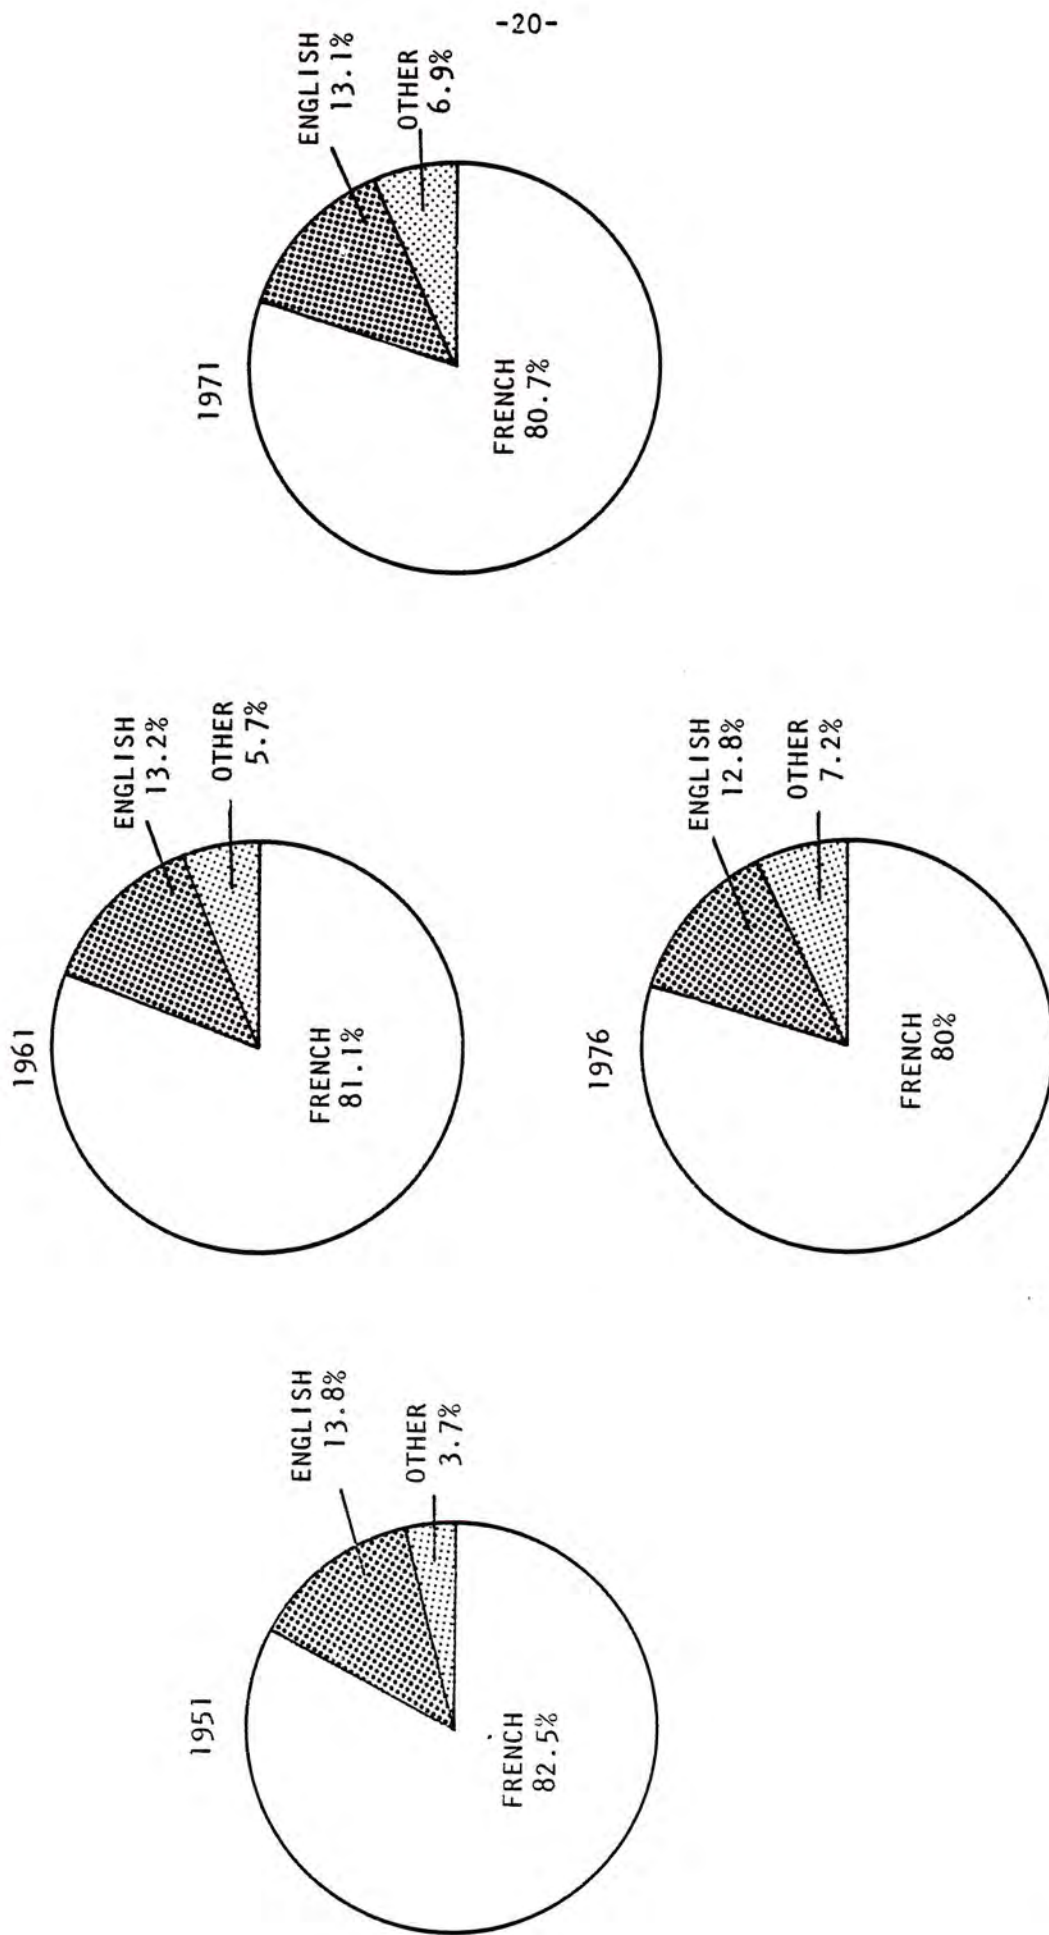 -20-
1951
ENGLISH
13.8%
OTHER
3.7%
FRENCH
82.5%
1961
ENGLISH
13.2%
OTHER
5.7%
FRENCH
81.1%
1976
ENGLISH
12.8%
OTHER
7.2%
FRENCH
80%
1971
ENGLISH
13.1%
OTHER
6.9%
FRENCH
80.7%